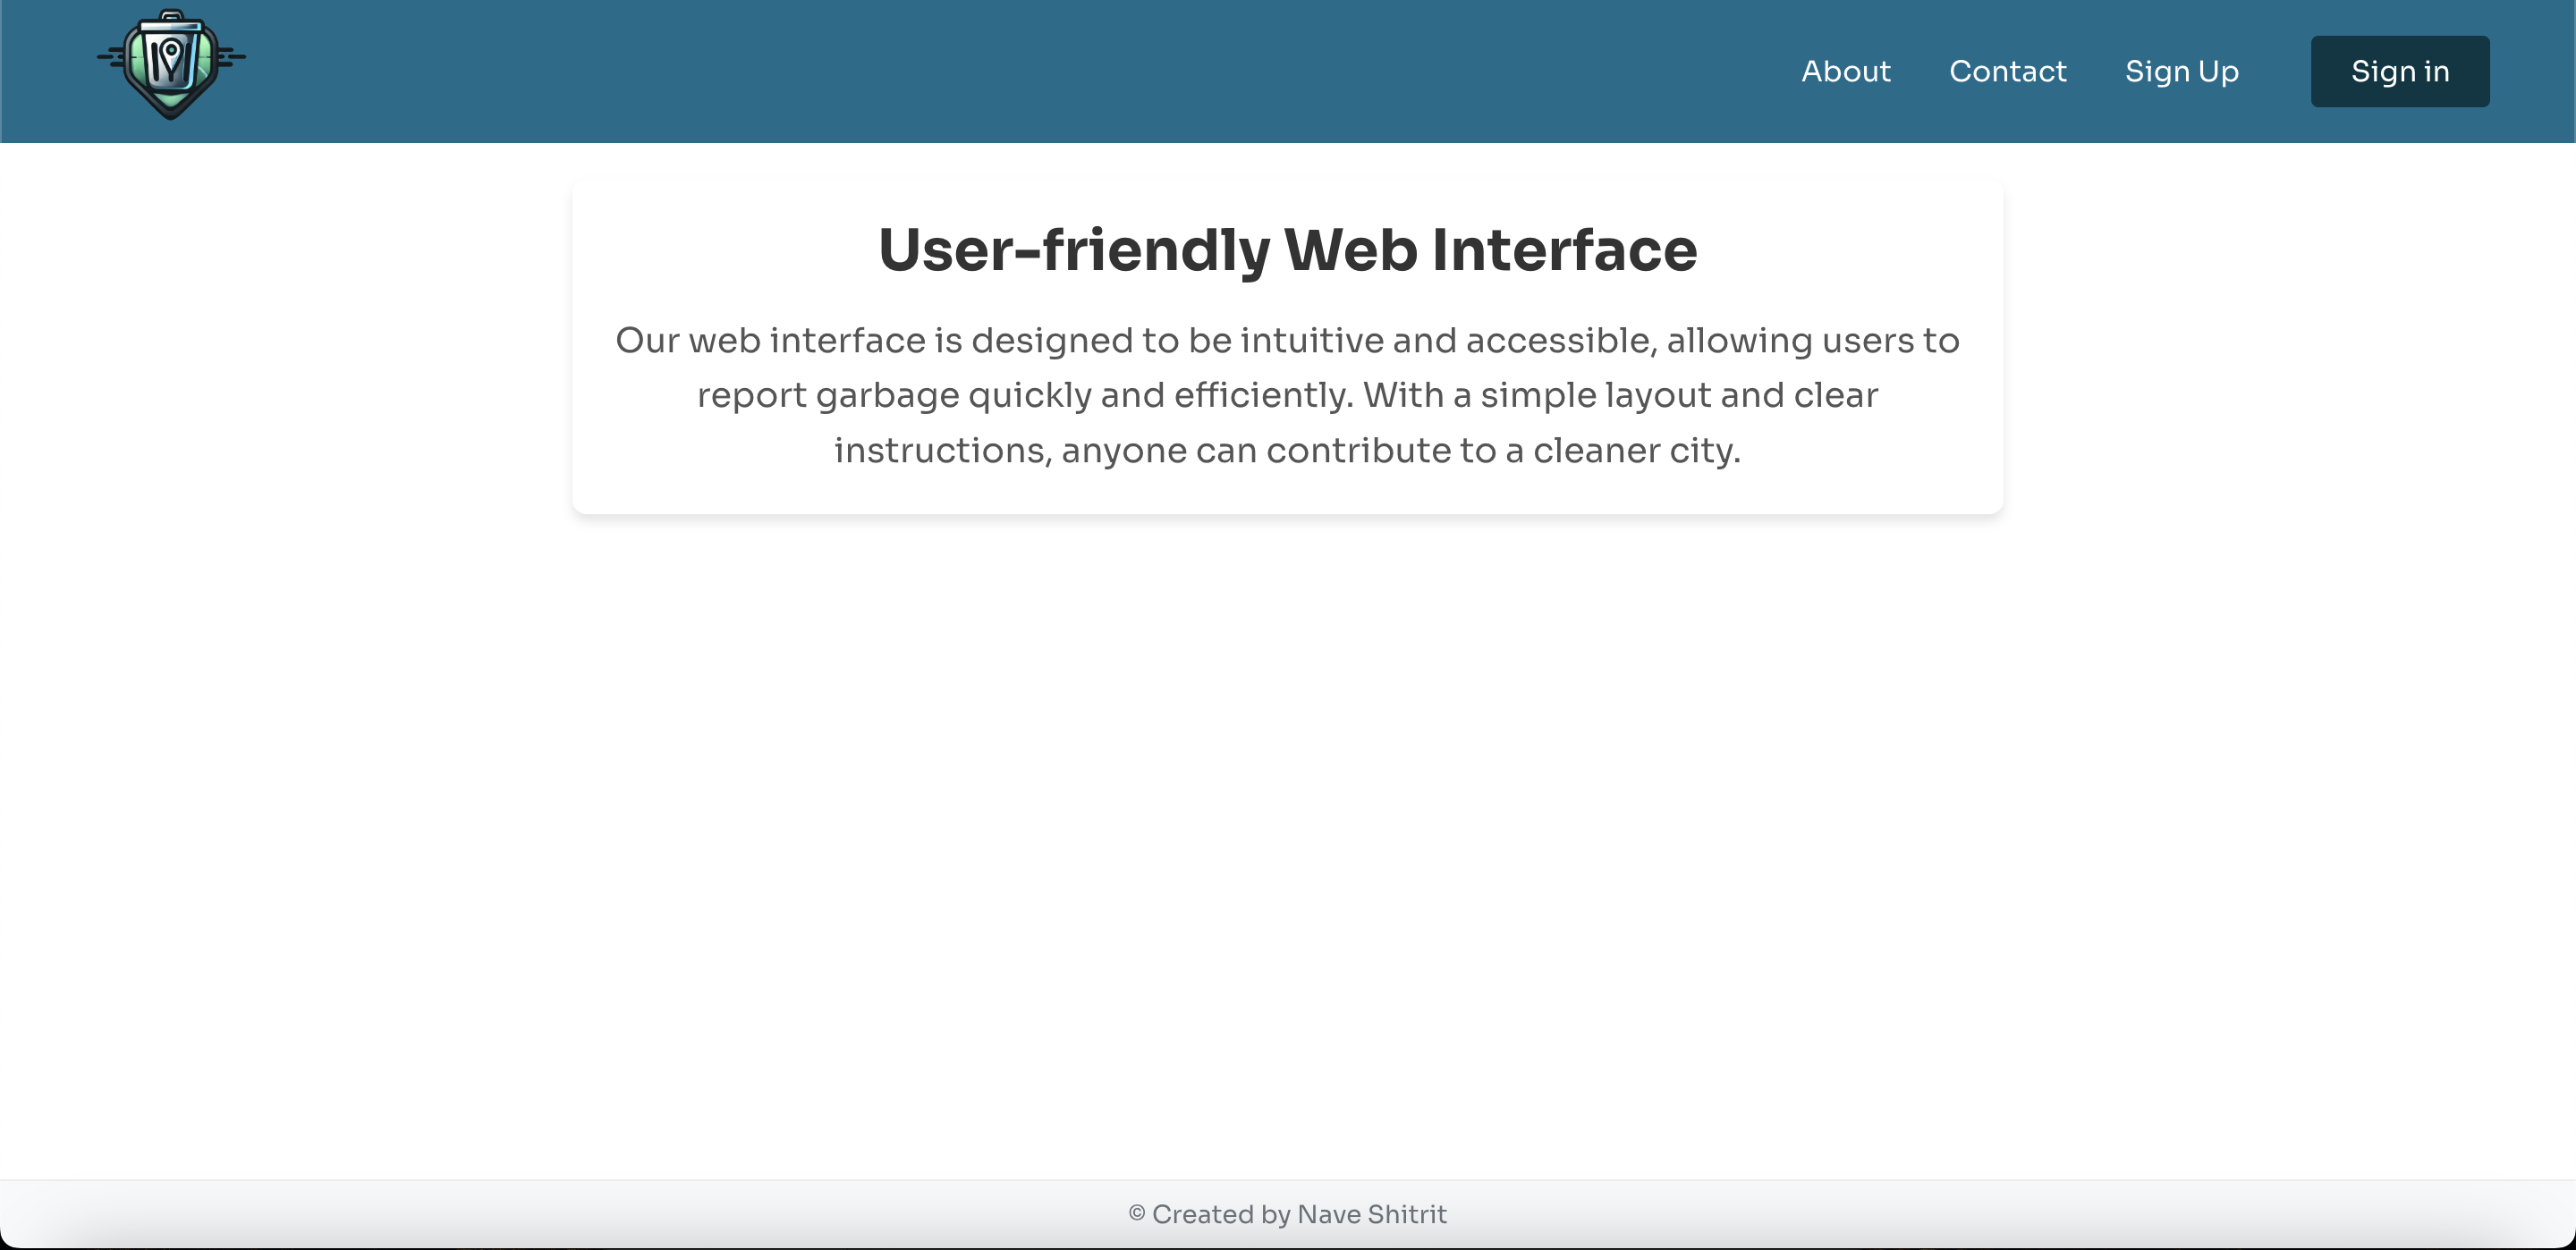 About
Contact
Sign Up
Sign in
User-friendly Web Interface
Our web interface is designed to be intuitive and accessible, allowing users to
report garbage quickly and efficiently. With a simple layout and clear
instructions, anyone can contribute to a cleaner city.
© Created by Nave Shitrit